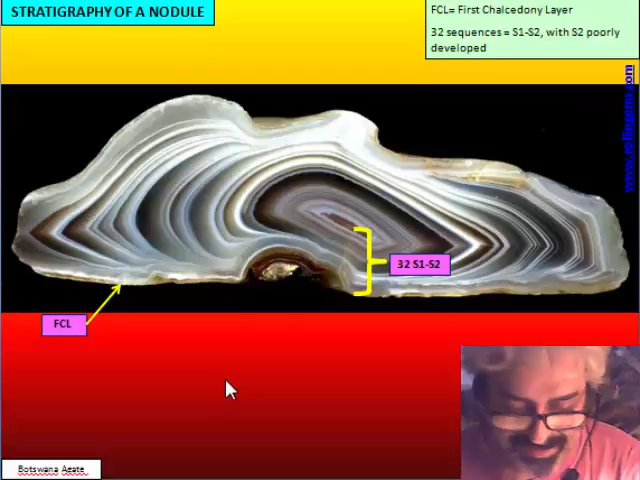 STRATIGRAPHY OF A NODULE
FCL= First Chalcedony Layer
32 sequences = S1-S2, with S2 poorly
developed
32 S1-S2
FCL
Botswana Agate